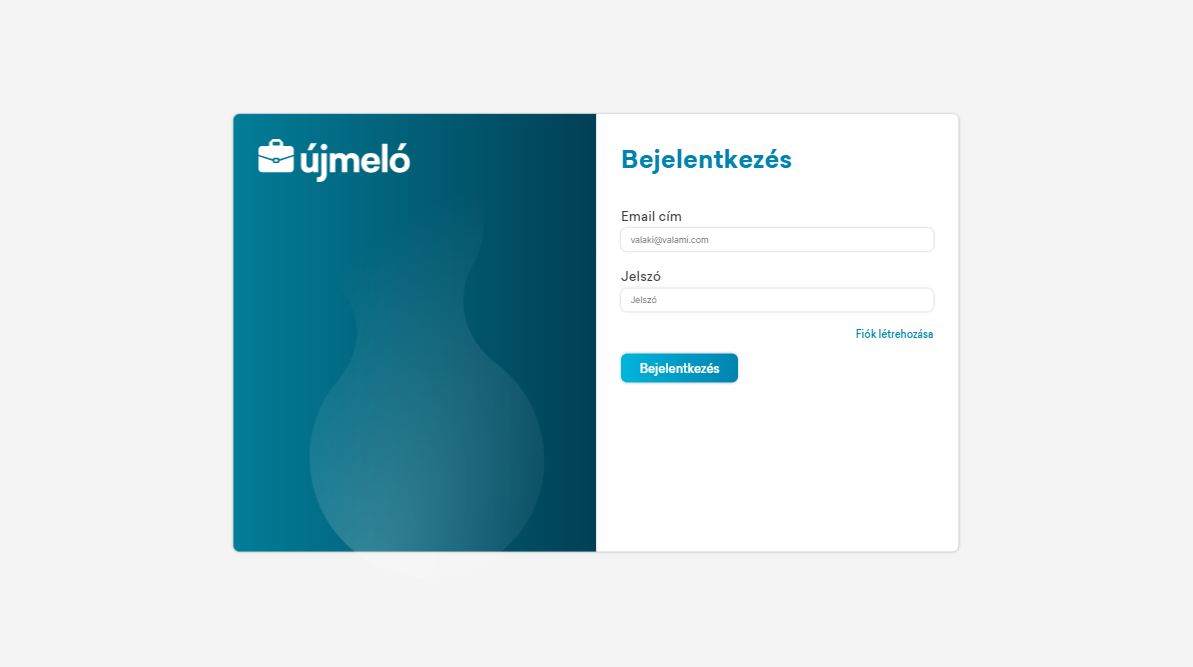 újmeló
Bejelentkezés
Email cím
valaki@valami.com
Jelszó
Jelszó
Fiók létrehozása
Bejelentkezés